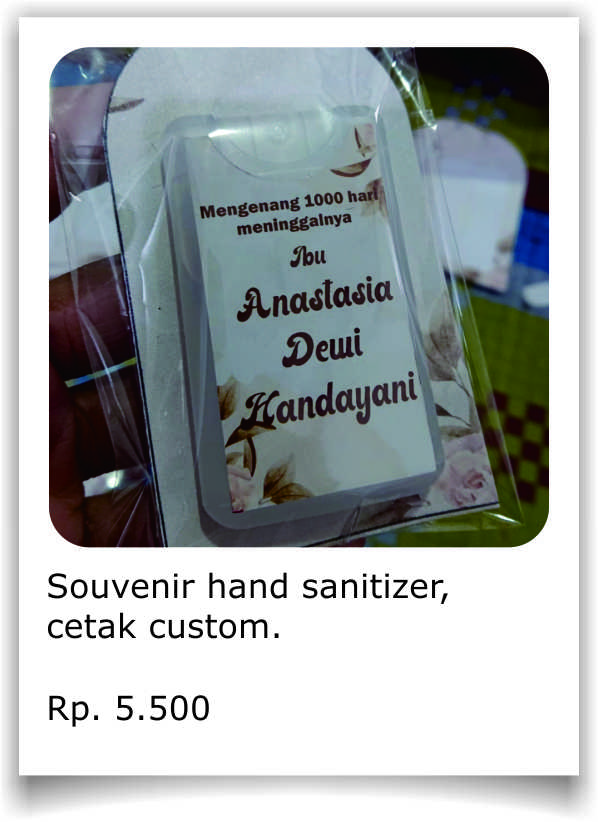 Mengenang 1000 hari
meninggalnya
Ibu
Anastasia
Dewi
Handayani
Souvenir hand sanitizer,
cetak custom.
Rp. 5.500